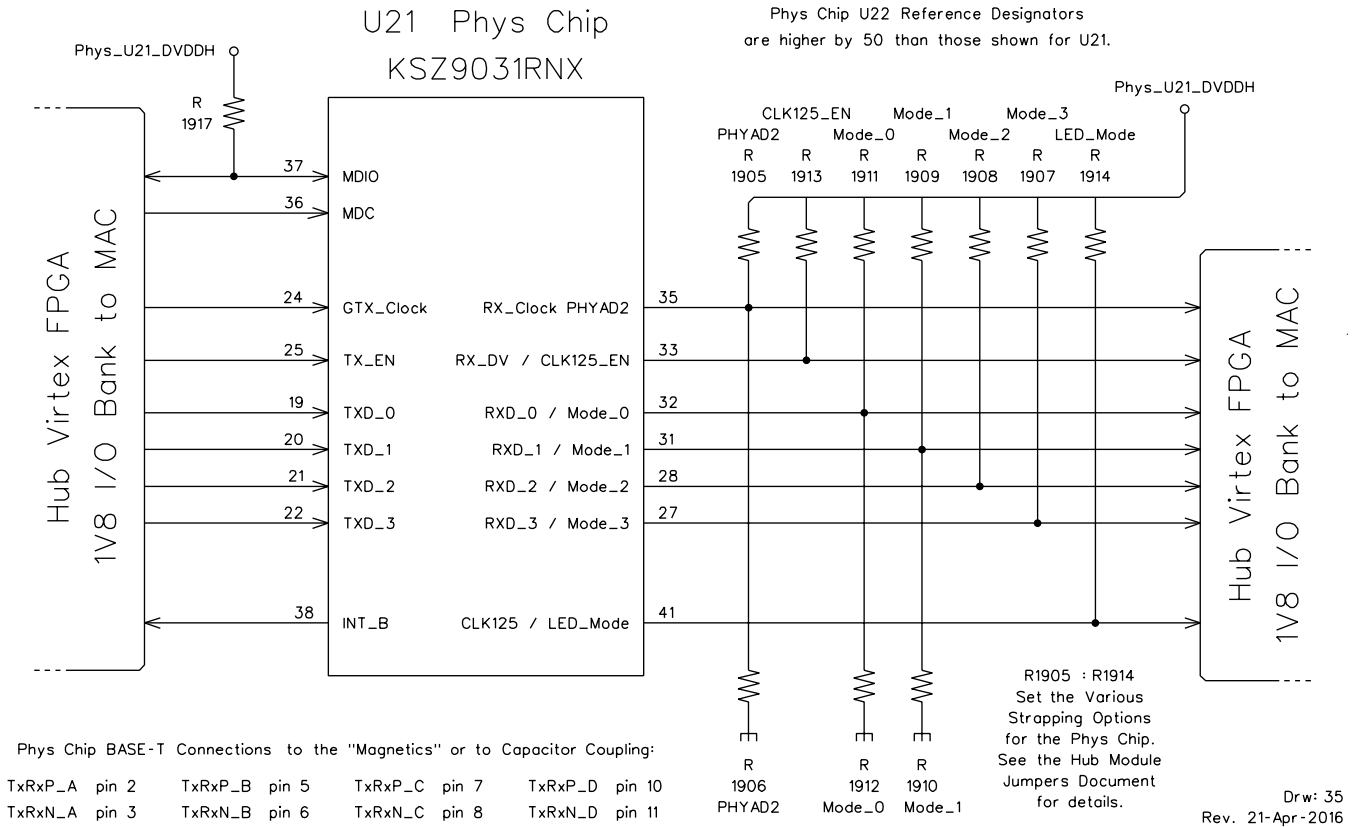 U21 Phys Chip
KSZ9031RNX
Phys Chip U22 Reference Designators
are higher by 50 than those shown for U21.
Phys_U21_DVDDH
R
1917
Phys_U21_DVDDH
CLK125_EN Mode_1 Mode_3
PHYAD2 Mode_0 Mode_2 LED_Mode
R R R R R R R
1905 1913 1911 1909 1908 1907 1914
Hub Virtex FPGA
1V8 I/O Bank to MAC
37 MDIO
36 MDC
24 GTX_Clock RX_Clock PHYAD2 35
25 TX_EN RX_DV / CLK125_EN 33
19 TXD_0 RXD_0 / Mode_0 32
20 TXD_1 RXD_1 / Mode_1 31
21 TXD_2 RXD_2 / Mode_2 28
22 TXD_3 RXD_3 / Mode_3 27
38 INT_B CLK125 / LED_Mode 41
Hub Virtex FPGA
1V8 I/O Bank to MAC
R R R
1906 1912 1910
PHYAD2 Mode_0 Mode_1
R1905 : R1914
Set the Various
Strapping Options
for the Phys Chip.
See the Hub Module
Jumpers Document
for details.
Phys Chip BASE-T Connections to the "Magnetics" or to Capacitor Coupling:
TxRxP_A pin 2 TxRxP_B pin 5 TxRxP_C pin 7 TxRxP_D pin 10
TxRxN_A pin 3 TxRxN_B pin 6 TxRxN_C pin 8 TxRxN_D pin 11
Drw: 35
Rev. 21-Apr-2016